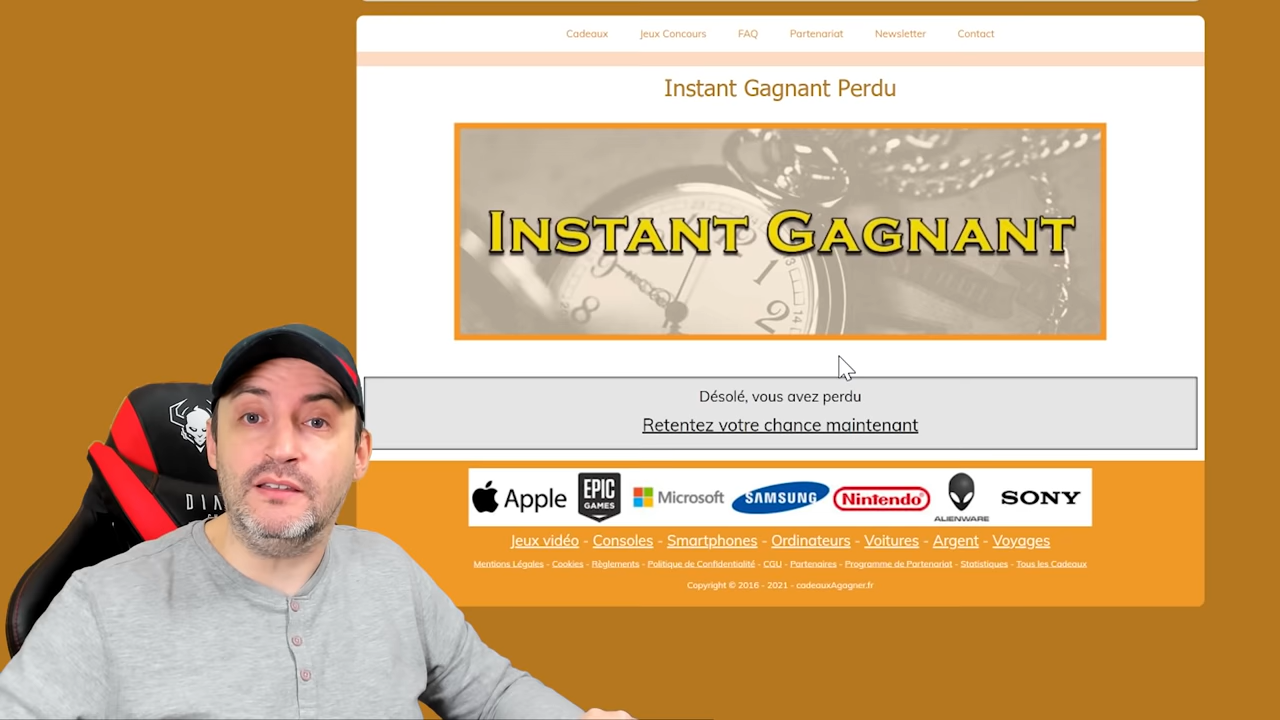 Cadeaux Jeux Concours FAQ Partenariat Newsletter Contact
Instant Gagnant Perdu
INSTANT GAGNANT
Désolé, vous avez perdu
Retentez votre chance maintenant
Apple EPIC GAMES Microsoft SAMSUNG Nintendo ALIENWARE SONY
Jeux vidéo - Consoles - Smartphones - Ordinateurs - Voitures - Argent - Voyages
Mentions Légales - Cookies - Règlements - Politique de Confidentialité - CGU - Partenaires - Programme de Partenariat - Statistiques - Tous les Cadeaux
Copyright © 2016 - 2021 - cadeauxAgagner.fr